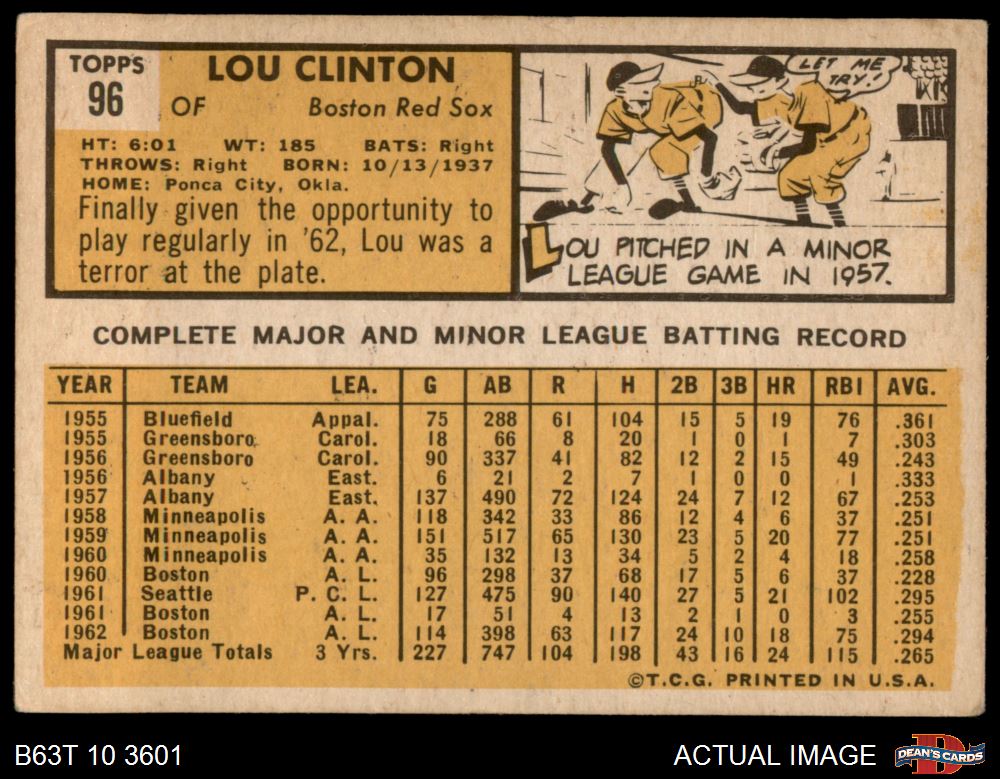 TOPPS
96
LOU CLINTON
OF
Boston Red Sox
HT: 6:01 WT: 185 BATS: Right
THROWS: Right BORN: 10/13/1937
HOME: Ponca City, Okla.
Finally given the opportunity to
play regularly in '62, Lou was a
terror at the plate.
LET ME
TRY!
LOU PITCHED IN A MINOR
LEAGUE GAME IN 1957.
COMPLETE MAJOR AND MINOR LEAGUE BATTING RECORD
YEAR TEAM LEA. G AB R H 2B 3B HR RBI AVG.
1955 Bluefield Appal. 75 288 61 104 15 5 19 76 .361
1955 Greensboro Carol. 18 66 8 20 1 0 1 7 .303
1956 Greensboro Carol. 90 337 41 82 12 2 15 49 .243
1956 Albany East. 6 21 2 7 1 0 0 1 .333
1957 Albany East. 137 490 72 124 24 7 12 67 .253
1958 Minneapolis A. A. 118 342 33 86 12 4 6 37 .251
1959 Minneapolis A. A. 151 517 65 130 23 5 20 77 .251
1960 Minneapolis A. A. 35 132 13 34 5 2 4 18 .258
1960 Boston A. L. 96 298 37 68 17 5 6 37 .228
1961 Seattle P. C. L. 127 475 90 140 27 5 21 102 .295
1961 Boston A. L. 17 51 4 13 2 1 0 3 .255
1962 Boston A. L. 114 398 63 117 24 10 18 75 .294
Major League Totals 3 Yrs. 227 747 104 198 43 16 24 115 .265
©T.C.G. PRINTED IN U.S.A.
B63T 10 3601
ACTUAL IMAGE
DEAN'S CARDS